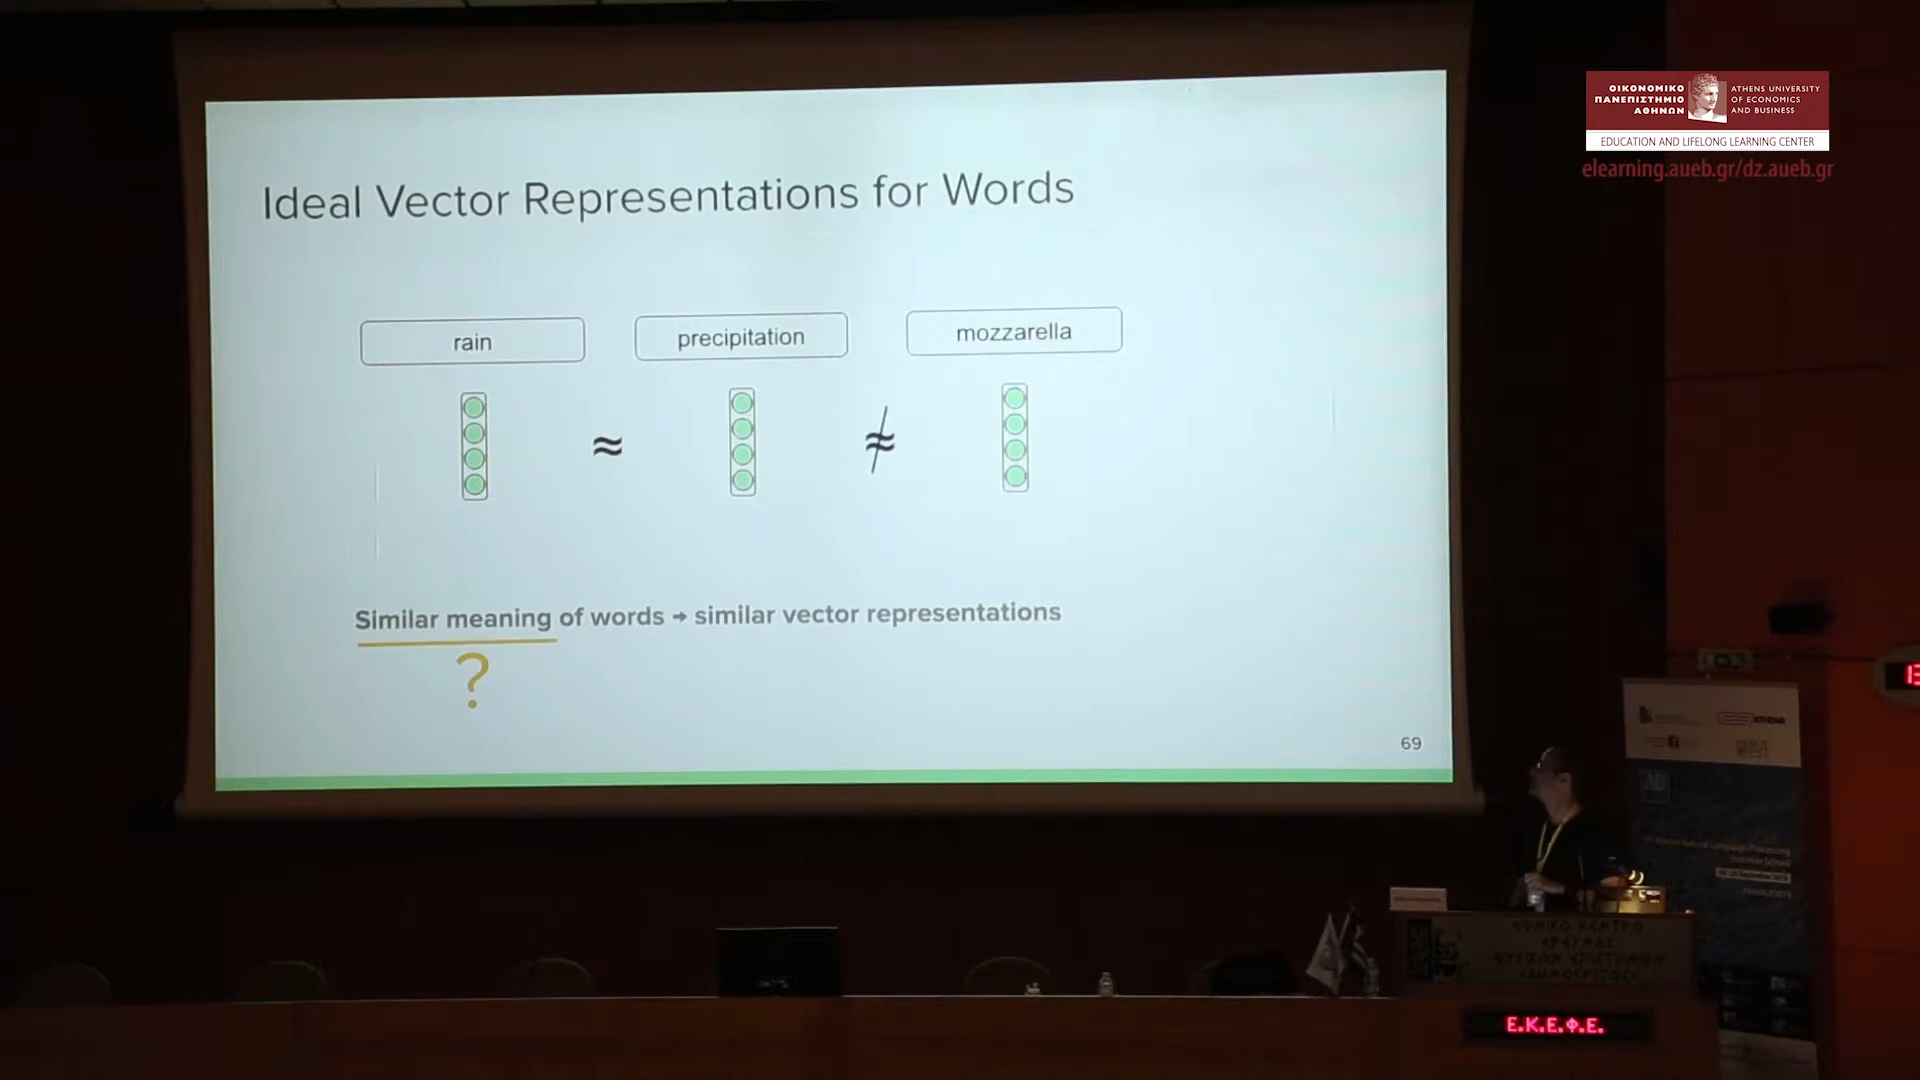 ΟΙΚΟΝΟΜΙΚΟ
ΠΑΝΕΠΙΣΤΗΜΙΟ
ΑΘΗΝΩΝ
ATHENS UNIVERSITY
OF ECONOMICS
AND BUSINESS
EDUCATION AND LIFELONG LEARNING CENTER
elearning.aueb.gr/dz.aueb.gr
Ideal Vector Representations for Words
rain
precipitation
mozzarella
≈
≉
Similar meaning of words → similar vector representations
?
69
Ε.Κ.Ε.Φ.Ε.